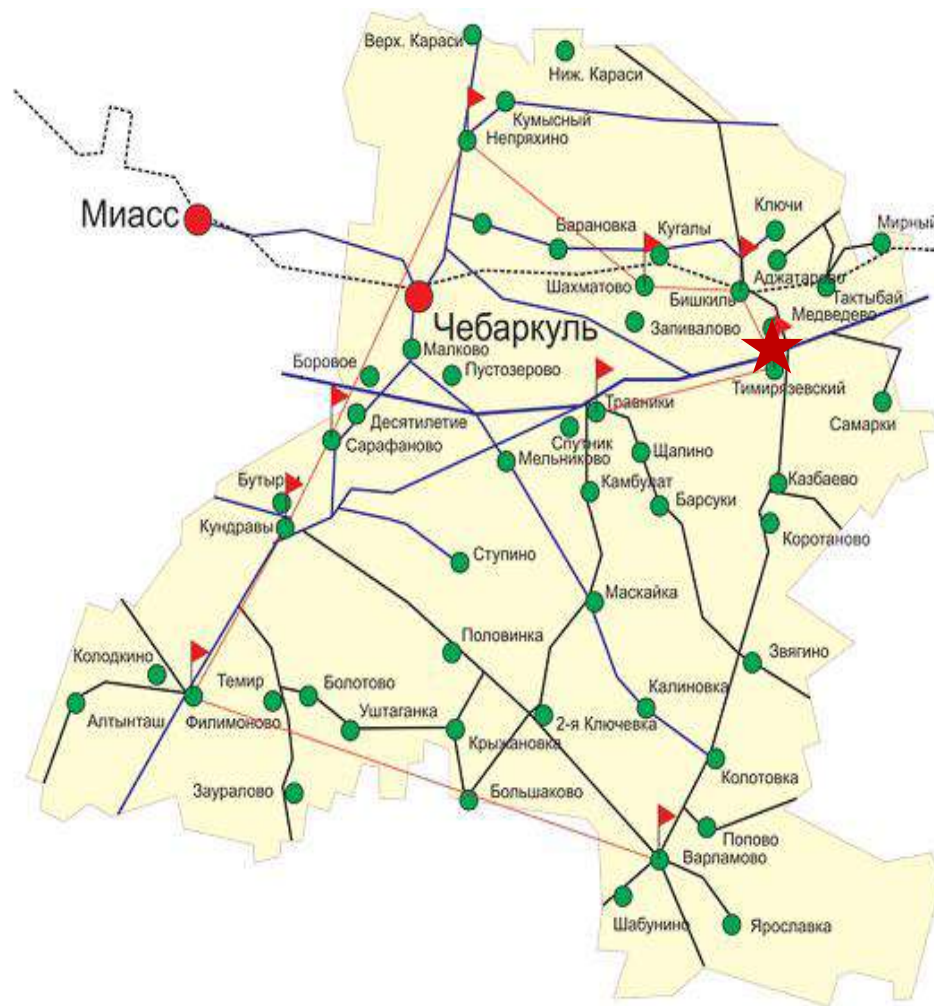 Верх. Караси
Ниж. Караси
Кумысный
Непряхино
Миасс
Барановка
Кугалы
Ключи
Мирный
Аджатарово
Шахматово
Бишкиль
Тактыбай
Медведево
Чебаркуль
Запивалово
Малково
Боровое
Пустозерово
Тимирязевский
Травники
Десятилетие
Самарки
Спутник
Сарафаново
Мельниково
Щапино
Бутыры
Камбулат
Барсуки
Казбаево
Кундравы
Коротаново
Ступино
Маскайка
Половинка
Звягино
Колодкино
Темир
Болотово
Калиновка
Алтынташ
Филимоново
Уштаганка
2-я Ключевка
Крыжановка
Колотовка
Зауралово
Большаково
Попово
Варламово
Шабунино
Ярославка